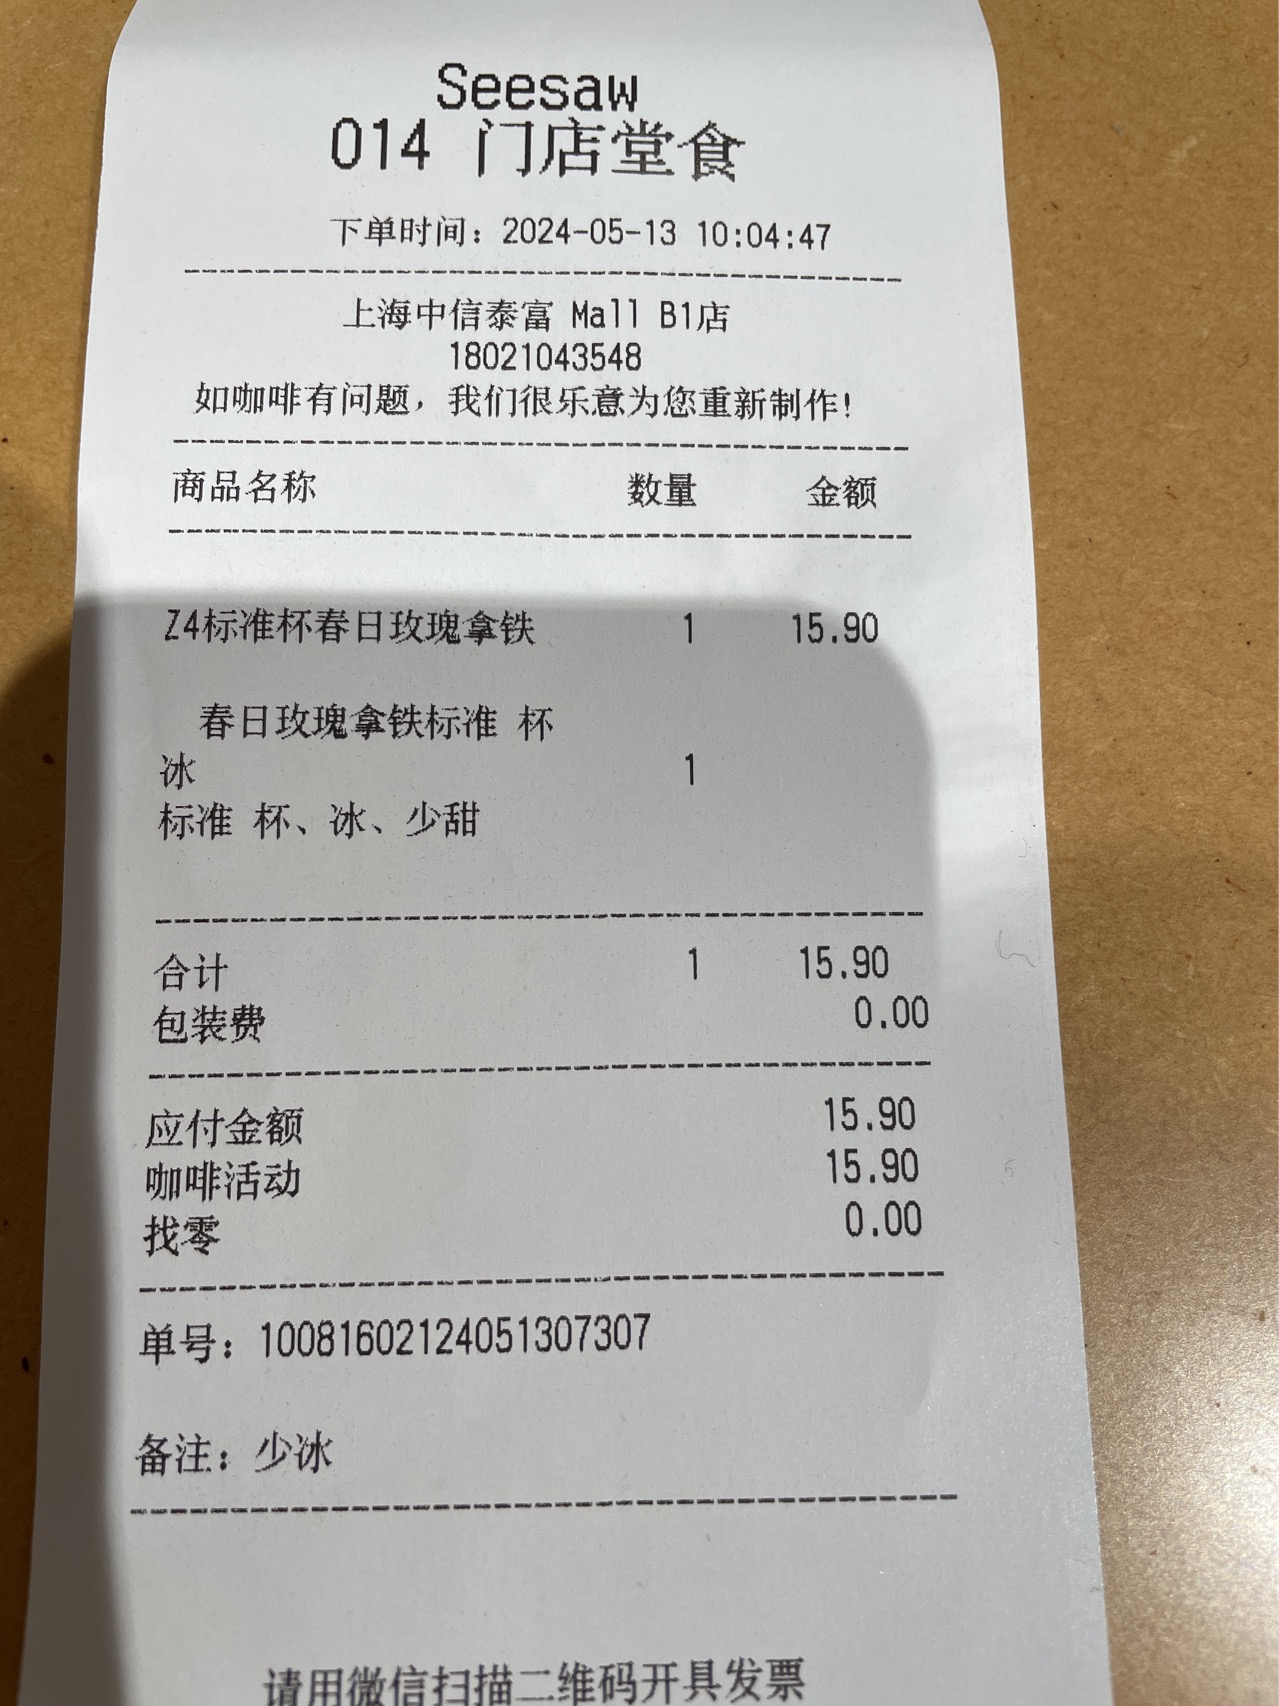 Seesaw
014 门店堂食
下单时间：2024-05-13 10:04:47
上海中信泰富 Mall B1店
18021043548
如咖啡有问题，我们很乐意为您重新制作!
商品名称 数量 金额
Z4标准杯春日玫瑰拿铁 1 15.90
春日玫瑰拿铁标准 杯
冰 1
标准 杯、冰、少甜
合计 1 15.90
包装费 0.00
应付金额 15.90
咖啡活动 15.90
找零 0.00
单号：10081602124051307307
备注：少冰
请用微信扫描二维码开具发票